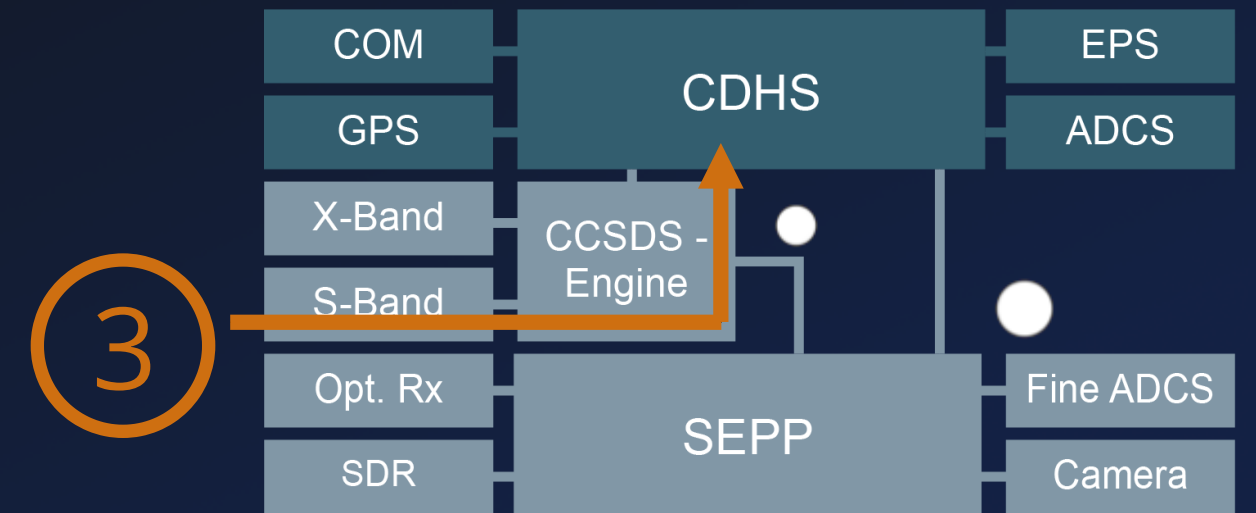 COM
CDHS
EPS
GPS
ADCS
X-Band
CCSDS -
Engine
S-Band
3
Opt. Rx
SEPP
Fine ADCS
SDR
Camera